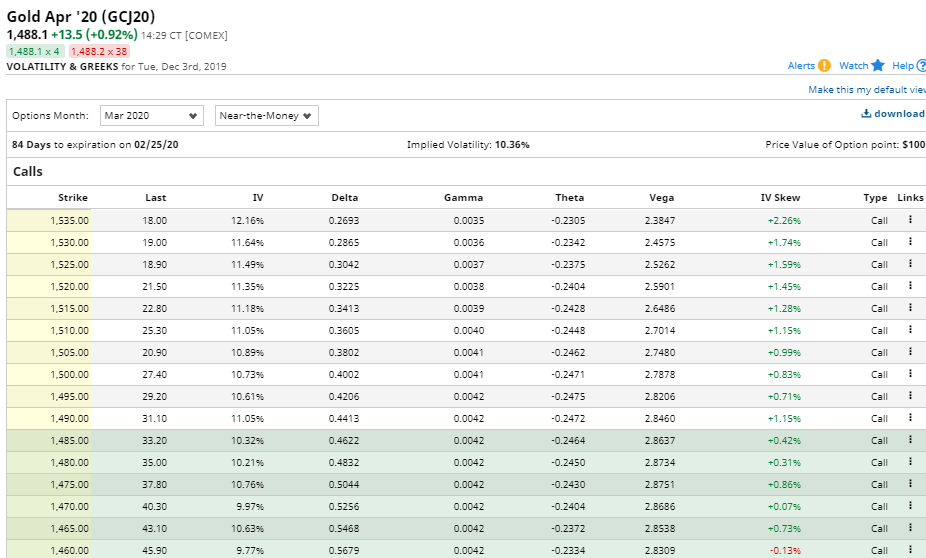 Gold Apr '20 (GCJ20)
1,488.1 +13.5 (+0.92%) 14:29 CT [COMEX]
1,488.1 x 4 1,488.2 x 38
VOLATILITY & GREEKS for Tue, Dec 3rd, 2019
Alerts ! Watch Help ?
Make this my default view
Options Month: Mar 2020 Near-the-Money
download
84 Days to expiration on 02/25/20 Implied Volatility: 10.36% Price Value of Option point: $100
Calls
Strike Last IV Delta Gamma Theta Vega IV Skew Type Links
1,535.00 18.00 12.16% 0.2693 0.0035 -0.2305 2.3847 +2.26% Call
1,530.00 19.00 11.64% 0.2865 0.0036 -0.2342 2.4575 +1.74% Call
1,525.00 18.90 11.49% 0.3042 0.0037 -0.2375 2.5262 +1.59% Call
1,520.00 21.50 11.35% 0.3225 0.0038 -0.2404 2.5901 +1.45% Call
1,515.00 22.80 11.18% 0.3413 0.0039 -0.2428 2.6486 +1.28% Call
1,510.00 25.30 11.05% 0.3605 0.0040 -0.2448 2.7014 +1.15% Call
1,505.00 20.90 10.89% 0.3802 0.0041 -0.2462 2.7480 +0.99% Call
1,500.00 27.40 10.73% 0.4002 0.0041 -0.2471 2.7878 +0.83% Call
1,495.00 29.20 10.61% 0.4206 0.0042 -0.2475 2.8206 +0.71% Call
1,490.00 31.10 11.05% 0.4413 0.0042 -0.2472 2.8460 +1.15% Call
1,485.00 33.20 10.32% 0.4622 0.0042 -0.2464 2.8637 +0.42% Call
1,480.00 35.00 10.21% 0.4832 0.0042 -0.2450 2.8734 +0.31% Call
1,475.00 37.80 10.76% 0.5044 0.0042 -0.2430 2.8751 +0.86% Call
1,470.00 40.30 9.97% 0.5256 0.0042 -0.2404 2.8686 +0.07% Call
1,465.00 43.10 10.63% 0.5468 0.0042 -0.2372 2.8538 +0.73% Call
1,460.00 45.90 9.77% 0.5679 0.0042 -0.2334 2.8309 -0.13% Call